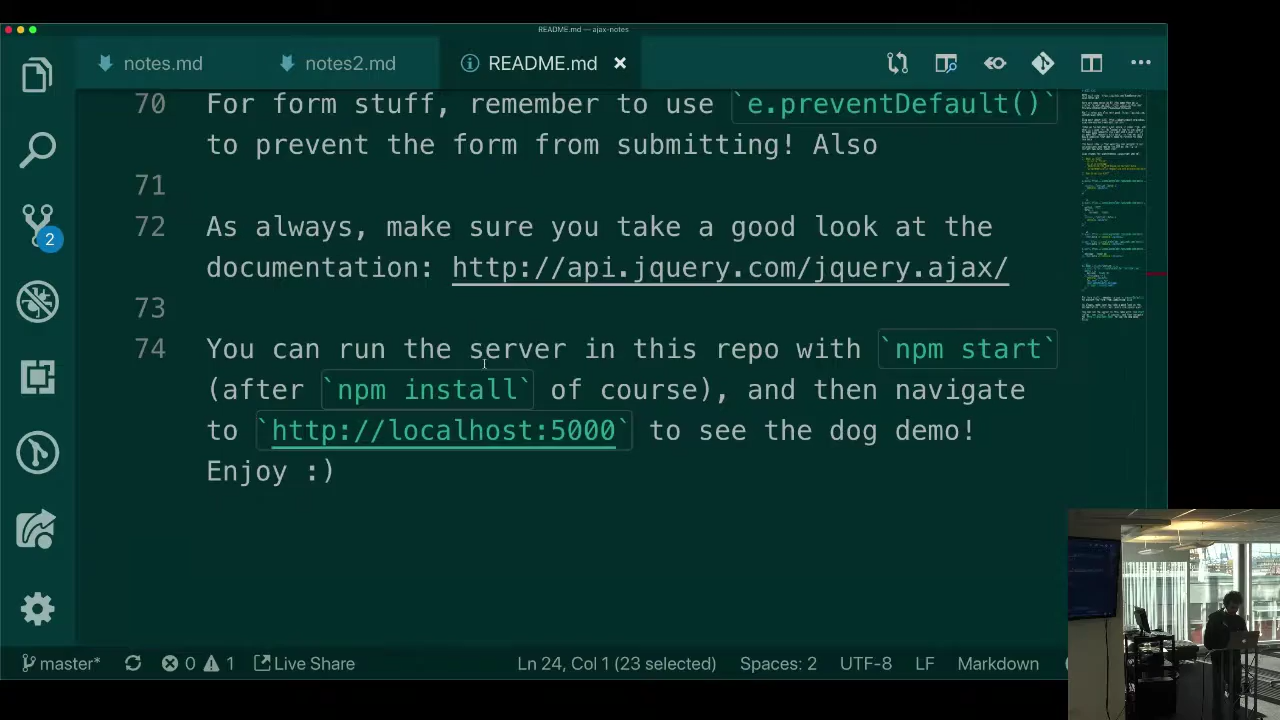 README.md — ajax-notes
notes.md
notes2.md
README.md
70 For form stuff, remember to use `e.preventDefault()`
to prevent the form from submitting! Also
71
72 As always, make sure you take a good look at the
documentation: http://api.jquery.com/jquery.ajax/
73
74 You can run the server in this repo with `npm start`
(after `npm install` of course), and then navigate
to `http://localhost:5000` to see the dog demo!
Enjoy :)
2
master* 0 1 Live Share Ln 24, Col 1 (23 selected) Spaces: 2 UTF-8 LF Markdown